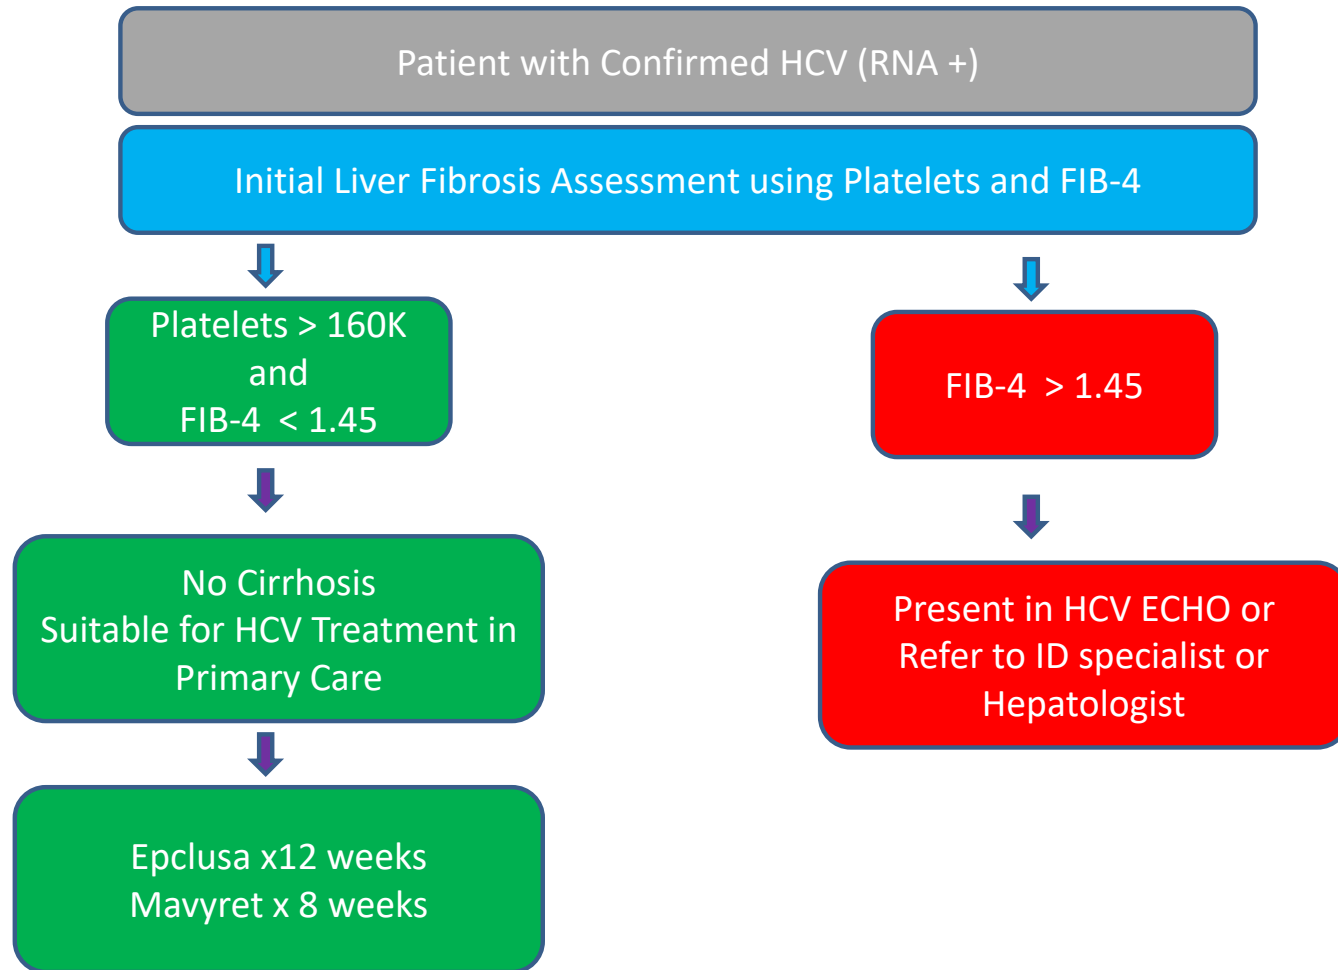 Patient with Confirmed HCV (RNA +)
Initial Liver Fibrosis Assessment using Platelets and FIB-4
Platelets > 160K
and
FIB-4 < 1.45
FIB-4 > 1.45
No Cirrhosis
Suitable for HCV Treatment in
Primary Care
Present in HCV ECHO or
Refer to ID specialist or
Hepatologist
Epclusa x12 weeks
Mavyret x 8 weeks